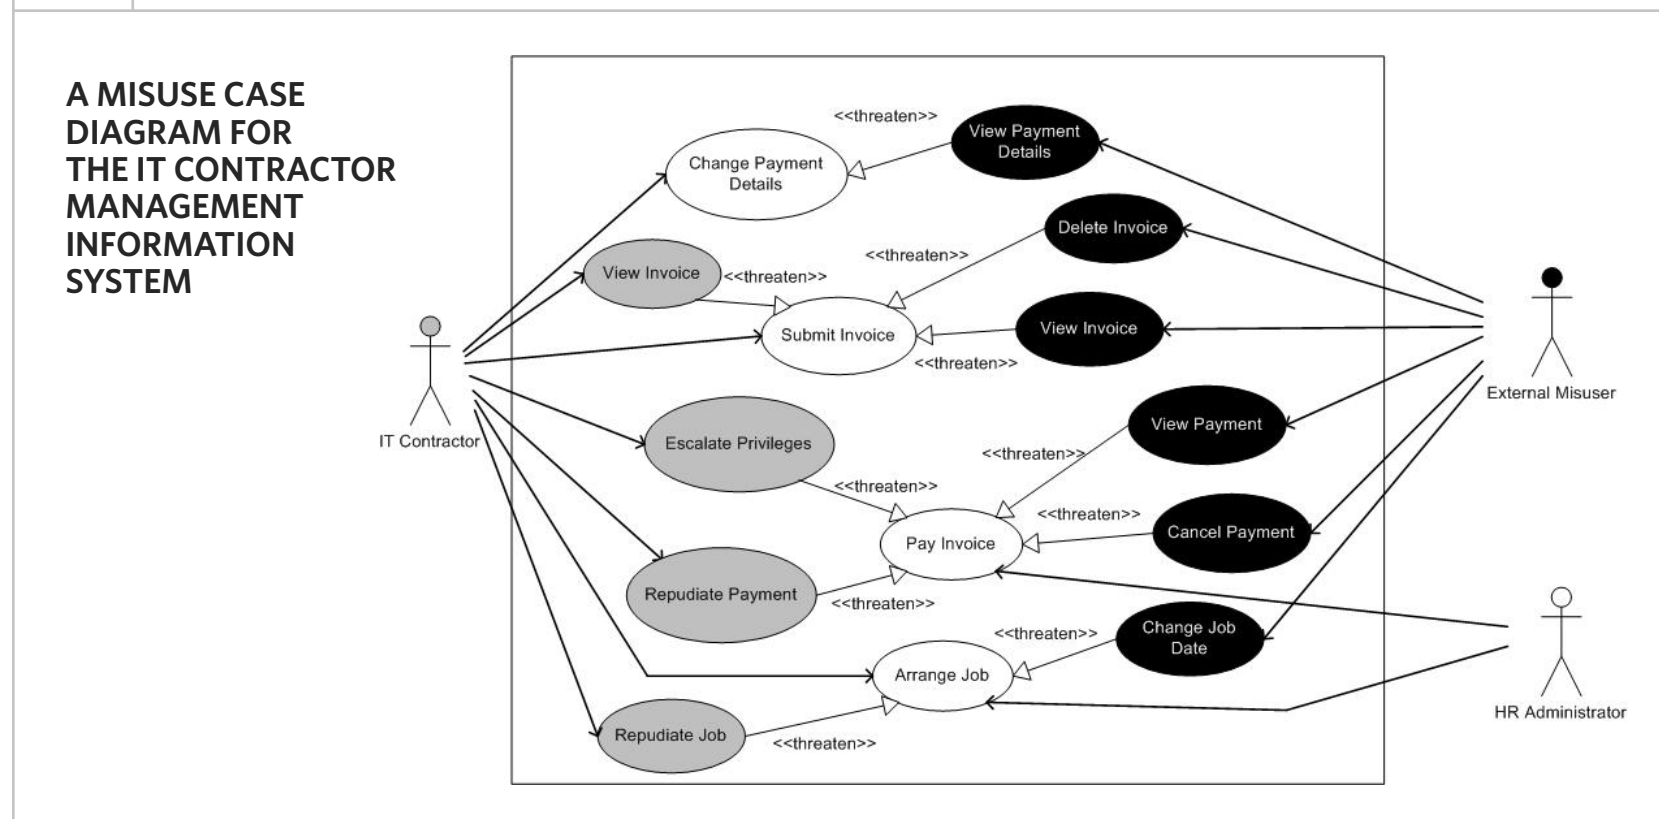 A MISUSE CASE
DIAGRAM FOR
THE IT CONTRACTOR
MANAGEMENT
INFORMATION
SYSTEM
<<threaten>>
View Payment
Details
Change Payment
Details
Delete Invoice
<<threaten>>
View Invoice
<<threaten>>
Submit Invoice
View Invoice
<<threaten>>
External Misuser
IT Contractor
Escalate Privileges
View Payment
<<threaten>>
<<threaten>>
<<threaten>>
Pay Invoice
Cancel Payment
Repudiate Payment
<<threaten>>
<<threaten>>
Change Job
Date
Arrange Job
Repudiate Job
<<threaten>>
HR Administrator